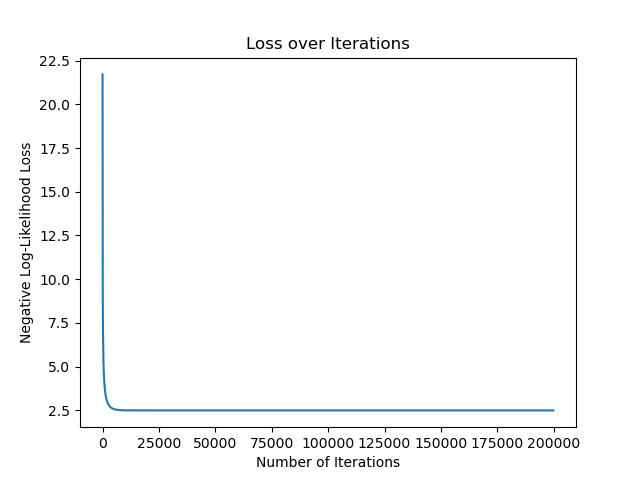 Loss over Iterations
Negative Log-Likelihood Loss
22.5
20.0
17.5
15.0
12.5
10.0
7.5
5.0
2.5
0 25000 50000 75000 100000 125000 150000 175000 200000
Number of Iterations